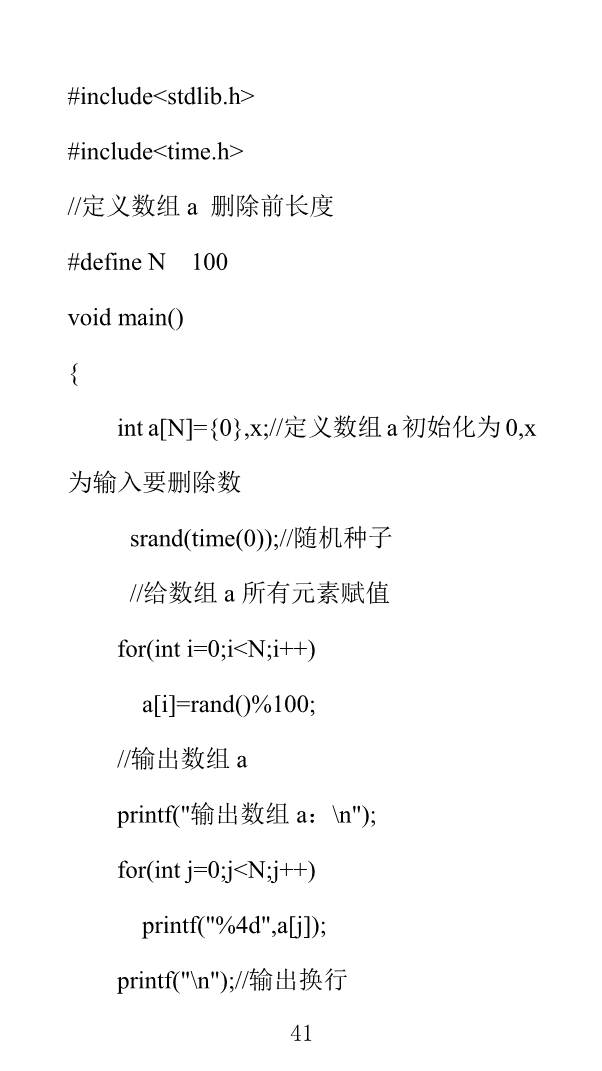 #include<stdlib.h>
#include<time.h>
//定义数组 a  删除前长度
#define N    100
void main()
{
int a[N]={0},x;//定义数组 a 初始化为 0,x
为输入要删除数
srand(time(0));//随机种子
//给数组 a 所有元素赋值
for(int i=0;i<N;i++)
a[i]=rand()%100;
//输出数组 a
printf("输出数组 a：\n");
for(int j=0;j<N;j++)
printf("%4d",a[j]);
printf("\n");//输出换行
41